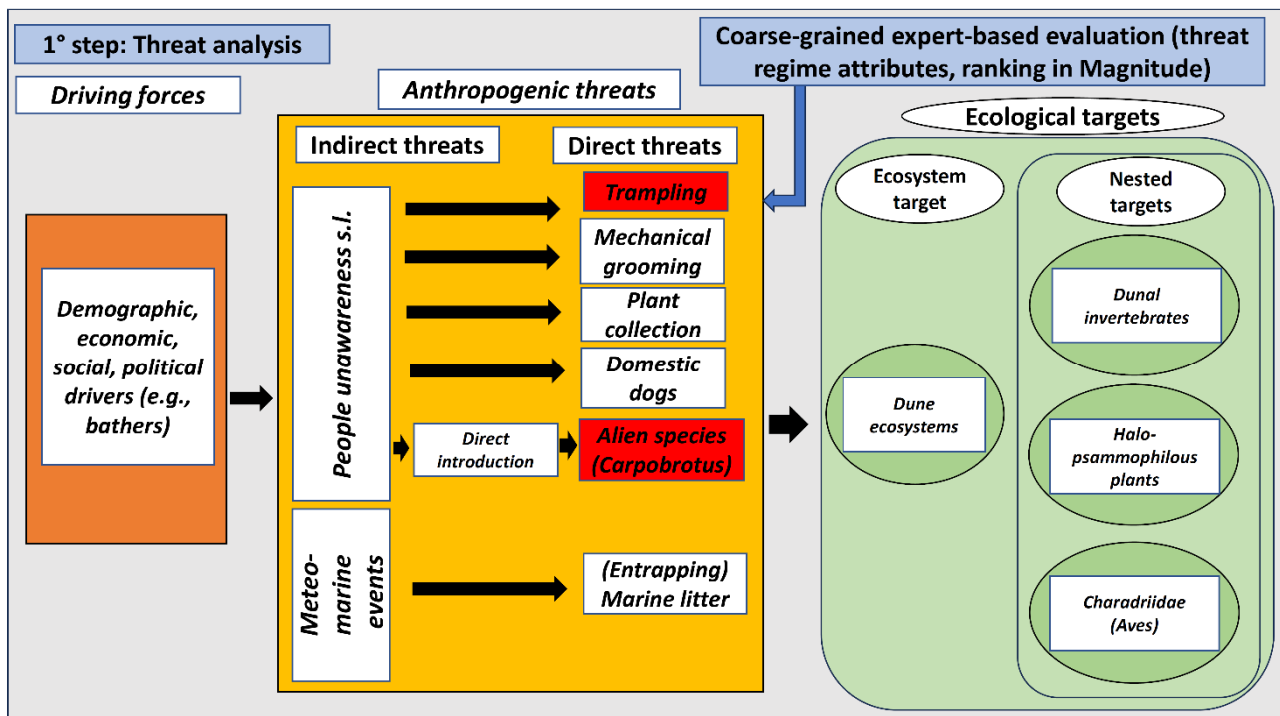 1° step: Threat analysis
Coarse-grained expert-based evaluation (threat
regime attributes, ranking in Magnitude)
Driving forces
Anthropogenic threats
Ecological targets
Indirect threats
Direct threats
Ecosystem
target
Nested
targets
Demographic,
economic,
social, political
drivers (e.g.,
bathers)
People unawareness s.l.
Trampling
Mechanical
grooming
Plant
collection
Domestic
dogs
Direct
introduction
Alien species
(Carpobrotus)
Meteo-
marine
events
(Entrapping)
Marine litter
Dune
ecosystems
Dunal
invertebrates
Halo-
psammophilous
plants
Charadriidae
(Aves)